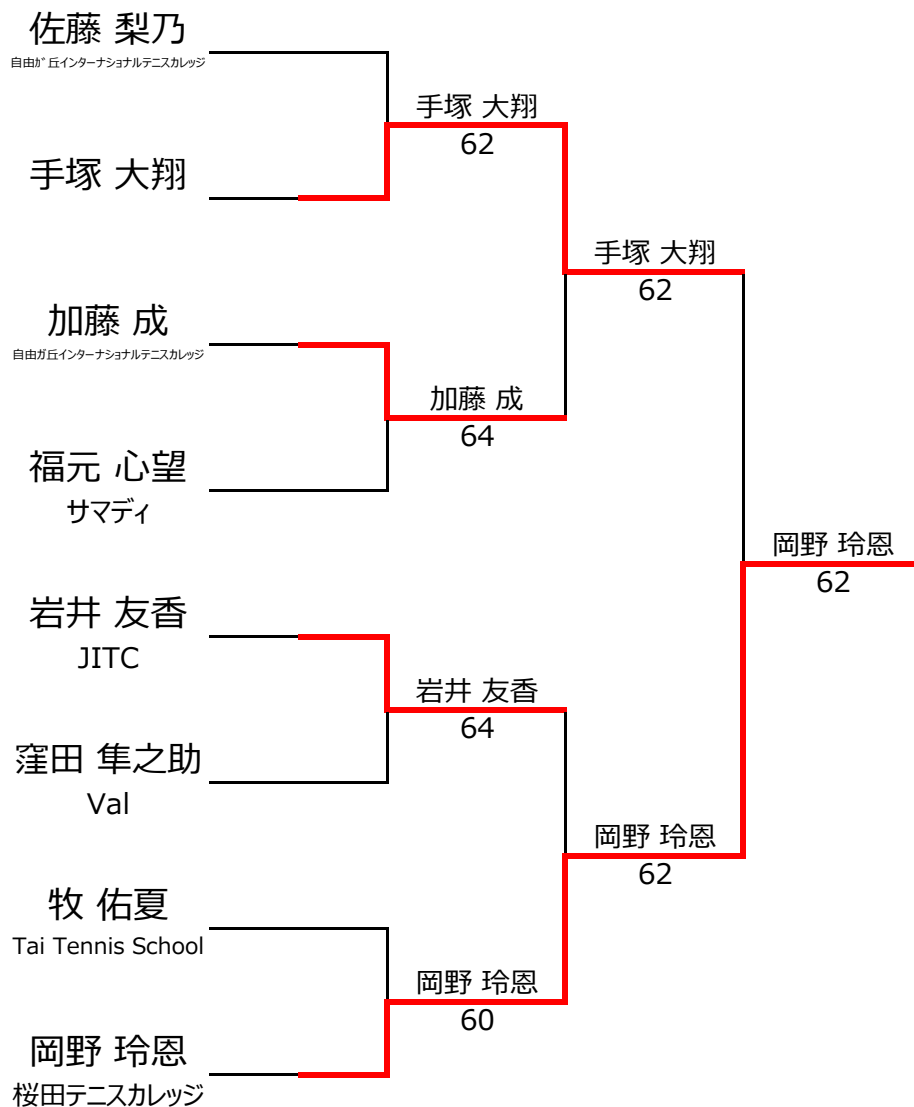 佐藤 梨乃
自由が丘インターナショナルテニスカレッジ
手塚 大翔
62
手塚 大翔
手塚 大翔
62
加藤 成
自由ガ丘インターナショナルテニスカレッジ
加藤 成
64
福元 心望
サマディ
岡野 玲恩
62
岩井 友香
JITC
岩井 友香
64
窪田 隼之助
Val
岡野 玲恩
62
牧 佑夏
Tai Tennis School
岡野 玲恩
60
岡野 玲恩
桜田テニスカレッジ